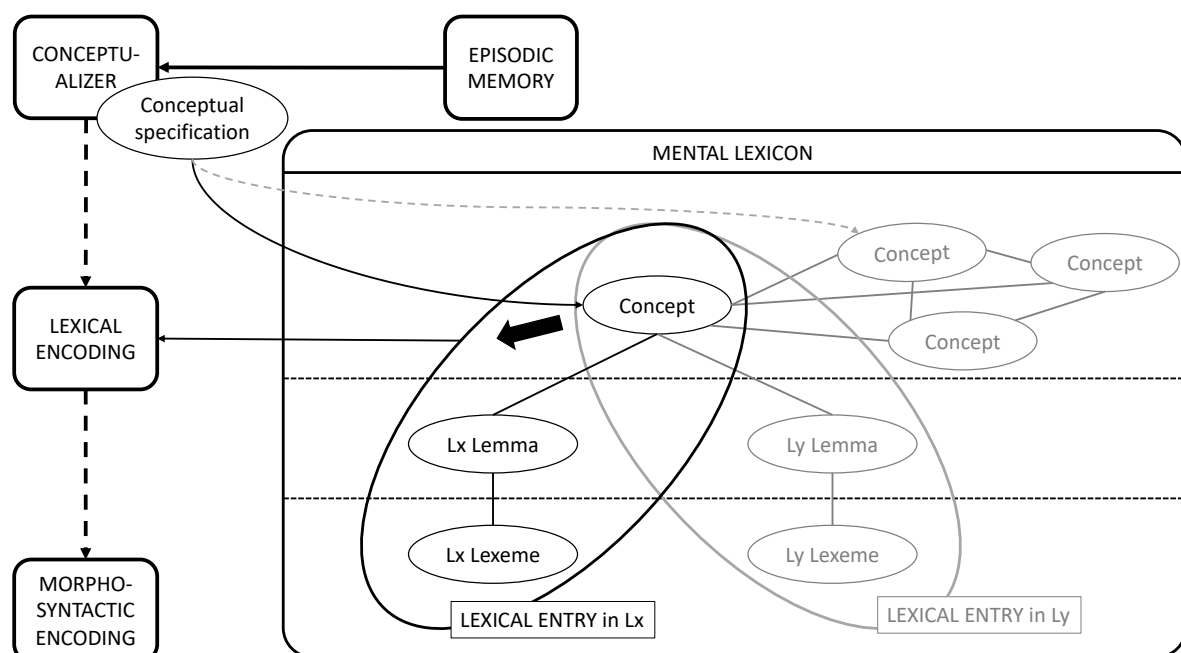 CONCEPTU-
ALIZER
EPISODIC
MEMORY
Conceptual
specification
MENTAL LEXICON
Concept
Concept
Concept
Concept
LEXICAL
ENCODING
Lx Lemma
Ly Lemma
Lx Lexeme
Ly Lexeme
MORPHO-
SYNTACTIC
ENCODING
LEXICAL ENTRY in Lx
LEXICAL ENTRY in Ly